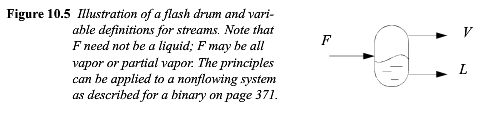 Figure 10.5 Illustration of a flash drum and vari-
able definitions for streams. Note that
F need not be a liquid; F may be all
vapor or partial vapor. The principles
can be applied to a nonflowing system
as described for a binary on page 371.
F
V
L